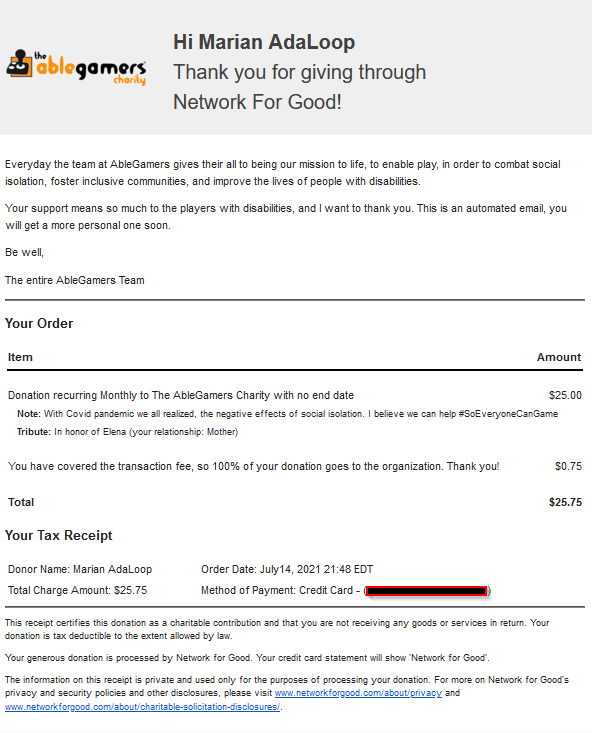 the
ablegamers
charity
Hi Marian AdaLoop
Thank you for giving through
Network For Good!
Everyday the team at AbleGamers gives their all to being our mission to life, to enable play, in order to combat social
isolation, foster inclusive communities, and improve the lives of people with disabilities.
Your support means so much to the players with disabilities, and I want to thank you. This is an automated email, you
will get a more personal one soon.
Be well,
The entire AbleGamers Team
Your Order
Item Amount
Donation recurring Monthly to The AbleGamers Charity with no end date $25.00
Note: With Covid pandemic we all realized, the negative effects of social isolation. I believe we can help #SoEveryoneCanGame
Tribute: In honor of Elena (your relationship: Mother)
You have covered the transaction fee, so 100% of your donation goes to the organization. Thank you! $0.75
Total $25.75
Your Tax Receipt
Donor Name: Marian AdaLoop Order Date: July14, 2021 21:48 EDT
Total Charge Amount: $25.75 Method of Payment: Credit Card - ( )
This receipt certifies this donation as a charitable contribution and that you are not receiving any goods or services in return. Your
donation is tax deductible to the extent allowed by law.
Your generous donation is processed by Network for Good. Your credit card statement will show 'Network for Good'.
The information on this receipt is private and used only for the purposes of processing your donation. For more on Network for Good's
privacy and security policies and other disclosures, please visit www.networkforgood.com/about/privacy and
www.networkforgood.com/about/charitable-solicitation-disclosures/.